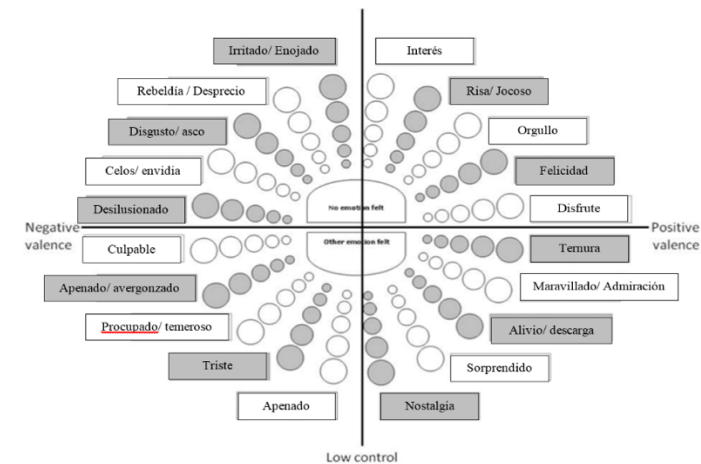 Irritado/ Enojado
Interés
Rebeldía / Desprecio
Risa/ Jocoso
Disgusto/ asco
Orgullo
Celos/ envidia
Felicidad
Desilusionado
No emotion felt
Disfrute
Negative
valence
Positive
valence
Culpable
Other emotion felt
Ternura
Apenado/ avergonzado
Maravillado/ Admiración
Procupado/ temeroso
Alivio/ descarga
Triste
Sorprendido
Apenado
Nostalgia
Low control